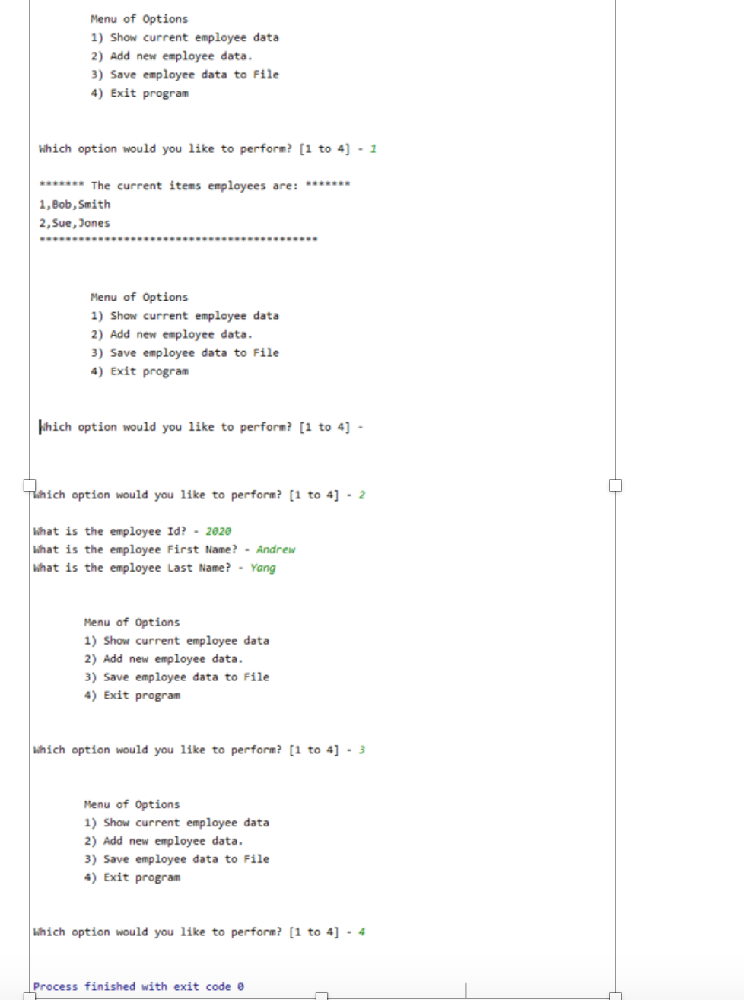 Menu of Options
1) Show current employee data
2) Add new employee data.
3) Save employee data to File
4) Exit program
Which option would you like to perform? [1 to 4] - 1
******* The current items employees are: *******
1,Bob,Smith
2,Sue,Jones
*******************************************
Menu of Options
1) Show current employee data
2) Add new employee data.
3) Save employee data to File
4) Exit program
Which option would you like to perform? [1 to 4] -
Which option would you like to perform? [1 to 4] - 2
What is the employee Id? - 2020
What is the employee First Name? - Andrew
What is the employee Last Name? - Yang
Menu of Options
1) Show current employee data
2) Add new employee data.
3) Save employee data to File
4) Exit program
Which option would you like to perform? [1 to 4] - 3
Menu of Options
1) Show current employee data
2) Add new employee data.
3) Save employee data to File
4) Exit program
Which option would you like to perform? [1 to 4] - 4
Process finished with exit code 0